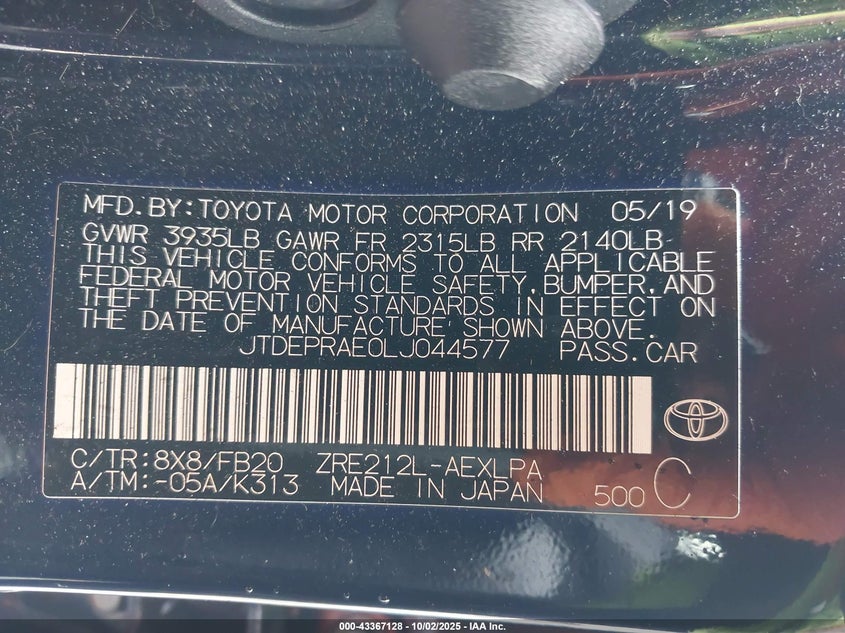 MFD.BY:TOYOTA MOTOR CORPORATION 05/19
GVWR 3935LB GAWR FR 2315LB RR 2140LB
THIS VEHICLE CONFORMS TO ALL APPLICABLE
FEDERAL MOTOR VEHICLE SAFETY,BUMPER,AND
THEFT PREVENTION STANDARDS IN EFFECT ON
THE DATE OF MANUFACTURE SHOWN ABOVE.
JTDEPRAE0LJ044577 PASS.CAR
C/TR:8X8/FB20 ZRE212L-AEXLPA
A/TM:-05A/K313 MADE IN JAPAN 500 C
000-43367128 - 10/02/2025 - IAA Inc.